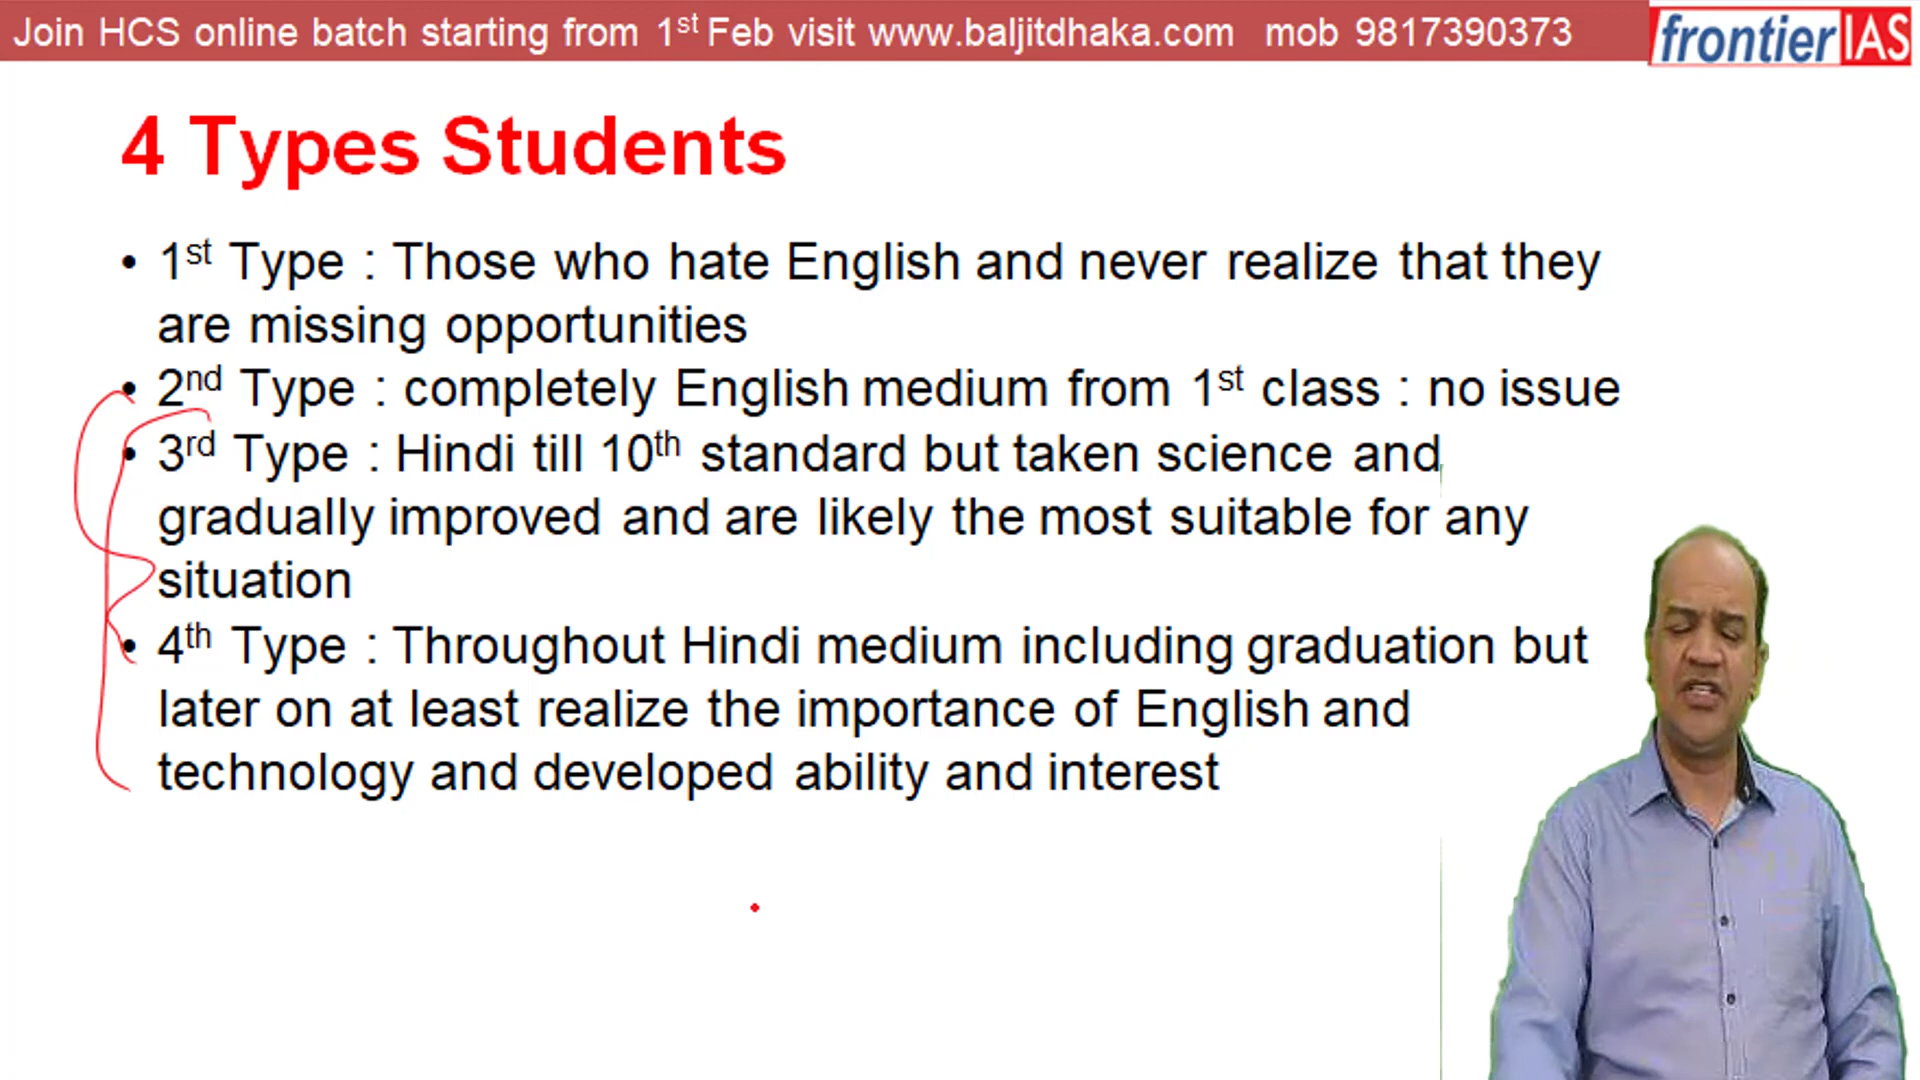 Join HCS online batch starting from 1st Feb visit www.baljitdhaka.com mob 9817390373
frontier IAS
4 Types Students
• 1st Type : Those who hate English and never realize that they
are missing opportunities
• 2nd Type : completely English medium from 1st class : no issue
• 3rd Type : Hindi till 10th standard but taken science and
gradually improved and are likely the most suitable for any
situation
• 4th Type : Throughout Hindi medium including graduation but
later on at least realize the importance of English and
technology and developed ability and interest